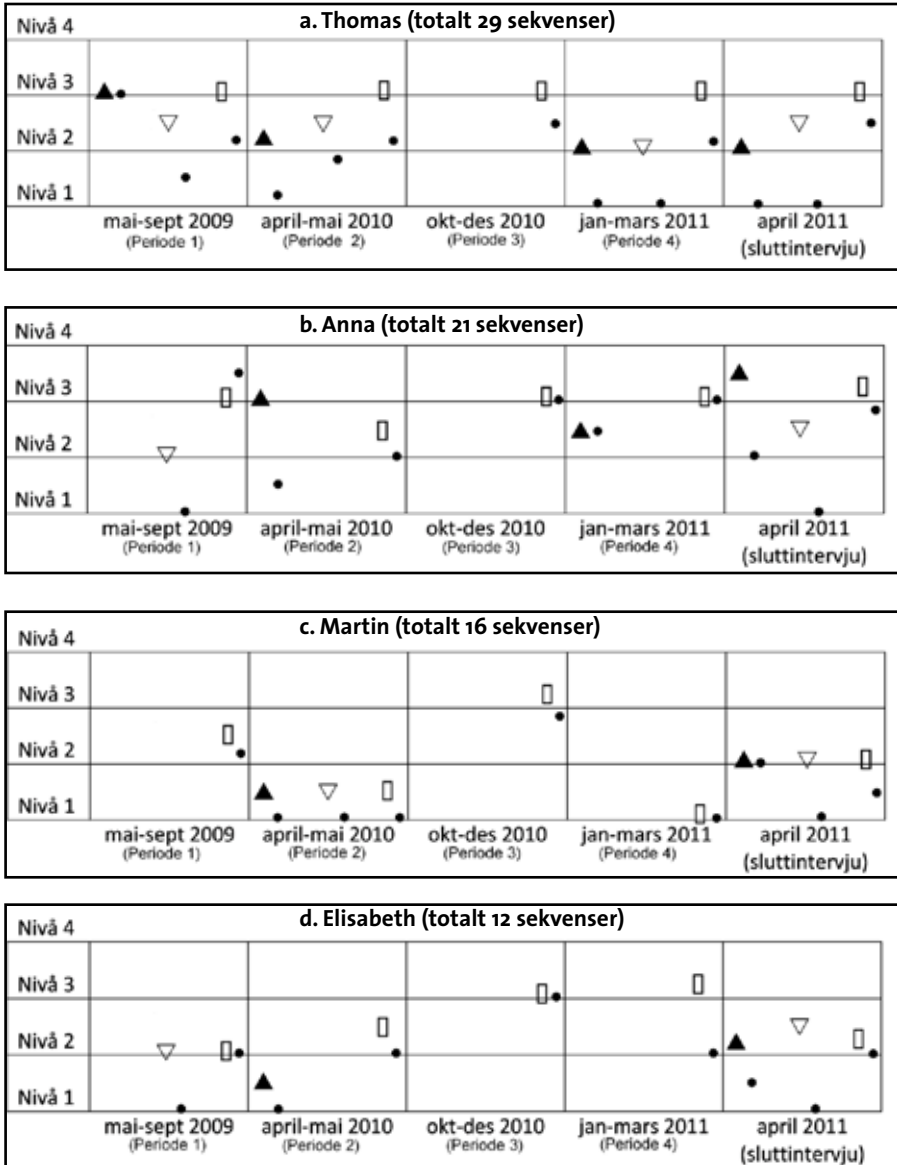 a. Thomas (totalt 29 sekvenser)
Nivå 4
Nivå 3
Nivå 2
Nivå 1
mai-sept 2009 april-mai 2010 okt-des 2010 jan-mars 2011 april 2011
(Periode 1) (Periode 2) (Periode 3) (Periode 4) (sluttintervju)
b. Anna (totalt 21 sekvenser)
Nivå 4
Nivå 3
Nivå 2
Nivå 1
mai-sept 2009 april-mai 2010 okt-des 2010 jan-mars 2011 april 2011
(Periode 1) (Periode 2) (Periode 3) (Periode 4) (sluttintervju)
c. Martin (totalt 16 sekvenser)
Nivå 4
Nivå 3
Nivå 2
Nivå 1
mai-sept 2009 april-mai 2010 okt-des 2010 jan-mars 2011 april 2011
(Periode 1) (Periode 2) (Periode 3) (Periode 4) (sluttintervju)
d. Elisabeth (totalt 12 sekvenser)
Nivå 4
Nivå 3
Nivå 2
Nivå 1
mai-sept 2009 april-mai 2010 okt-des 2010 jan-mars 2011 april 2011
(Periode 1) (Periode 2) (Periode 3) (Periode 4) (sluttintervju)